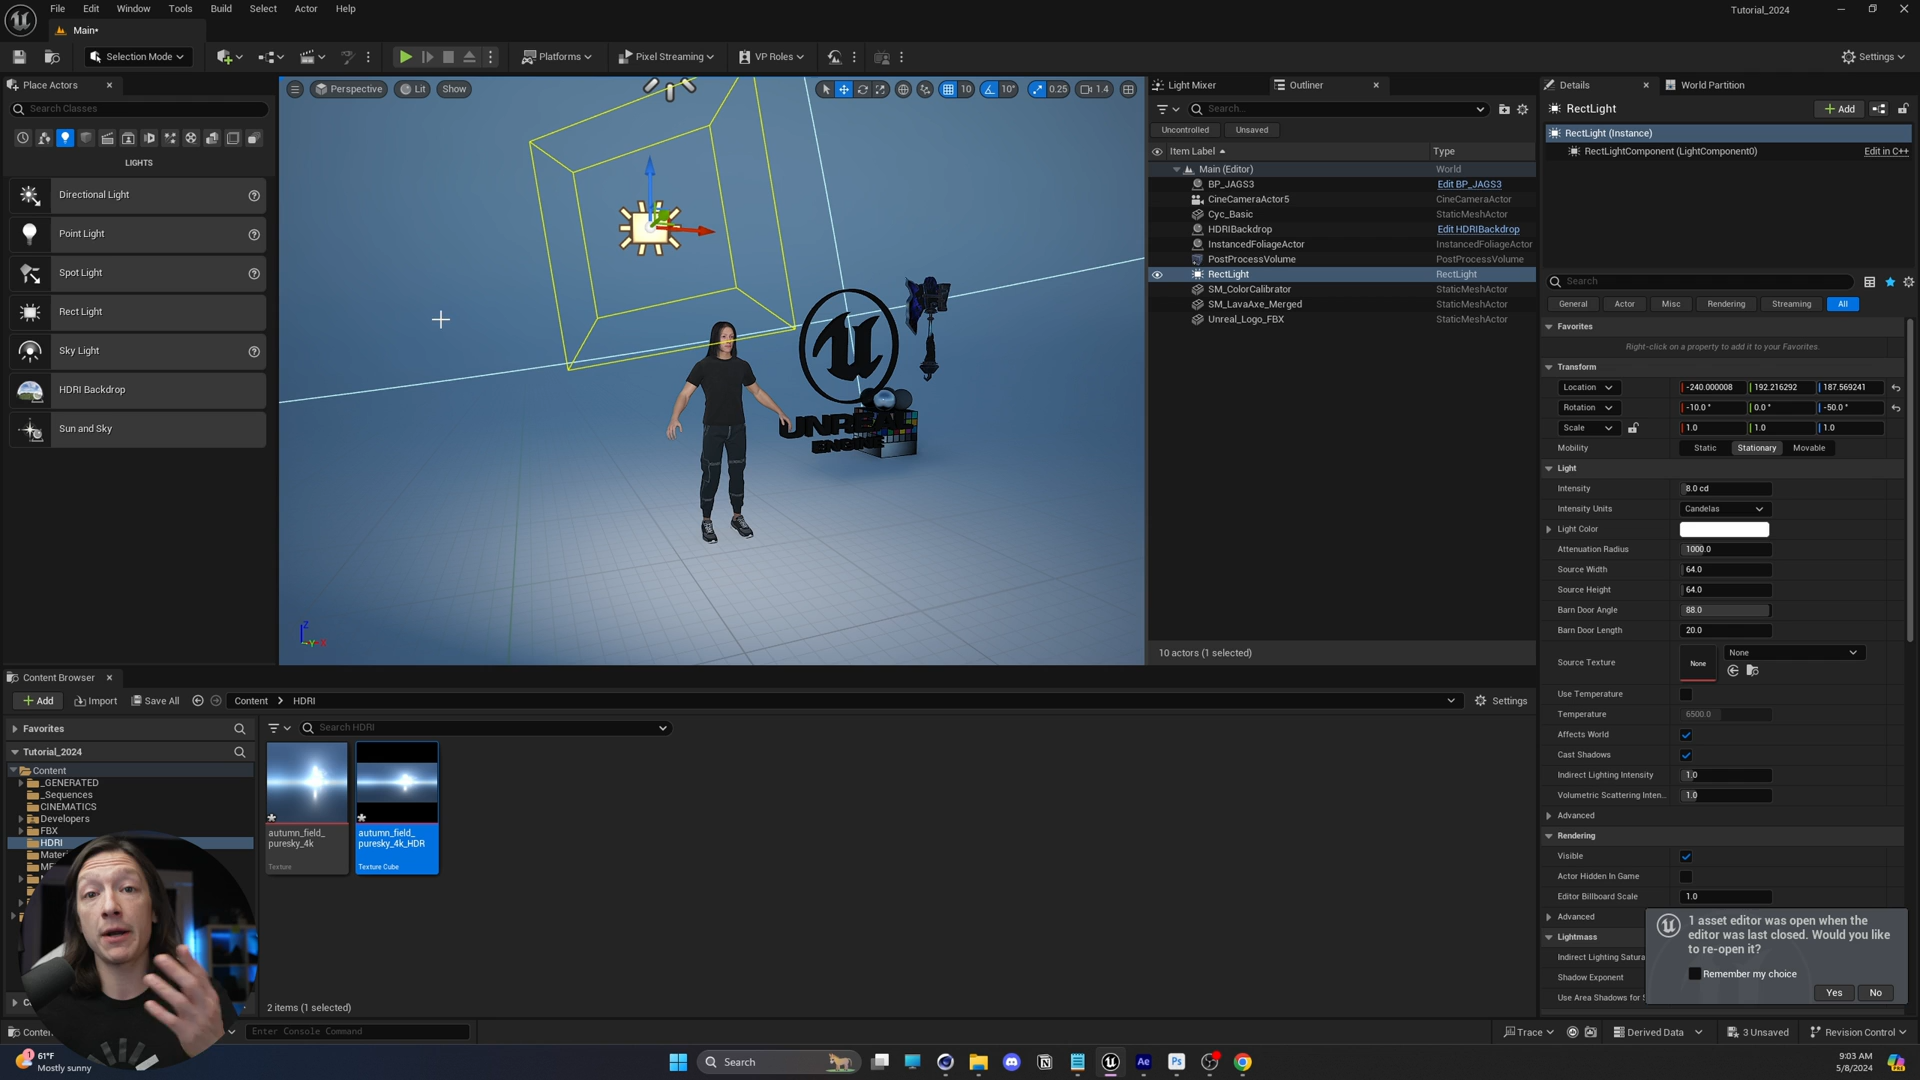 File Edit Window Tools Build Select Actor Help
Tutorial_2024
Main*
Selection Mode
Platforms
Pixel Streaming
VP Roles
Settings
Place Actors
Search Classes
LIGHTS
Directional Light
Point Light
Spot Light
Rect Light
Sky Light
HDRI Backdrop
Sun and Sky
Perspective
Lit
Show
10
10°
0.25
1.4
UNREAL
ENGINE
Light Mixer
Outliner
Search...
Uncontrolled
Unsaved
Item Label
Type
Main (Editor) World
BP_JAGS3 Edit BP_JAGS3
CineCameraActor5 CineCameraActor
Cyc_Basic StaticMeshActor
HDRIBackdrop Edit HDRIBackdrop
InstancedFoliageActor InstancedFoliageActor
PostProcessVolume PostProcessVolume
RectLight RectLight
SM_ColorCalibrator StaticMeshActor
SM_LavaAxe_Merged StaticMeshActor
Unreal_Logo_FBX StaticMeshActor
10 actors (1 selected)
Details
World Partition
RectLight
Add
RectLight (Instance)
RectLightComponent (LightComponent0) Edit in C++
Search
General Actor Misc Rendering Streaming All
Favorites
Right-click on a property to add it to your Favorites.
Transform
Location -240.000008 192.216292 187.569241
Rotation -10.0° 0.0° -50.0°
Scale 1.0 1.0 1.0
Mobility Static Stationary Movable
Light
Intensity 8.0 cd
Intensity Units Candelas
Light Color
Attenuation Radius 1000.0
Source Width 64.0
Source Height 64.0
Barn Door Angle 88.0
Barn Door Length 20.0
Source Texture None None
Use Temperature
Temperature 6500.0
Affects World
Cast Shadows
Indirect Lighting Intensity 1.0
Volumetric Scattering Inten... 1.0
Advanced
Rendering
Visible
Actor Hidden In Game
Editor Billboard Scale 1.0
Advanced
Lightmass
Indirect Lighting Satura
Shadow Exponent
Use Area Shadows for S
1 asset editor was open when the
editor was last closed. Would you like
to re-open it?
Remember my choice
Yes No
Content Browser
Add Import Save All Content HDRI Settings
Favorites
Search HDRI
Tutorial_2024
Content
_GENERATED
_Sequences
CINEMATICS
Developers
FBX
HDRI
Materi
autumn_field_
puresky_4k
Texture
autumn_field_
puresky_4k_HDR
Texture Cube
2 items (1 selected)
Enter Console Command
Trace
Derived Data
3 Unsaved
Revision Control
1
61°F
Mostly sunny
Search
Ae
Ps
9:03 AM
5/8/2024